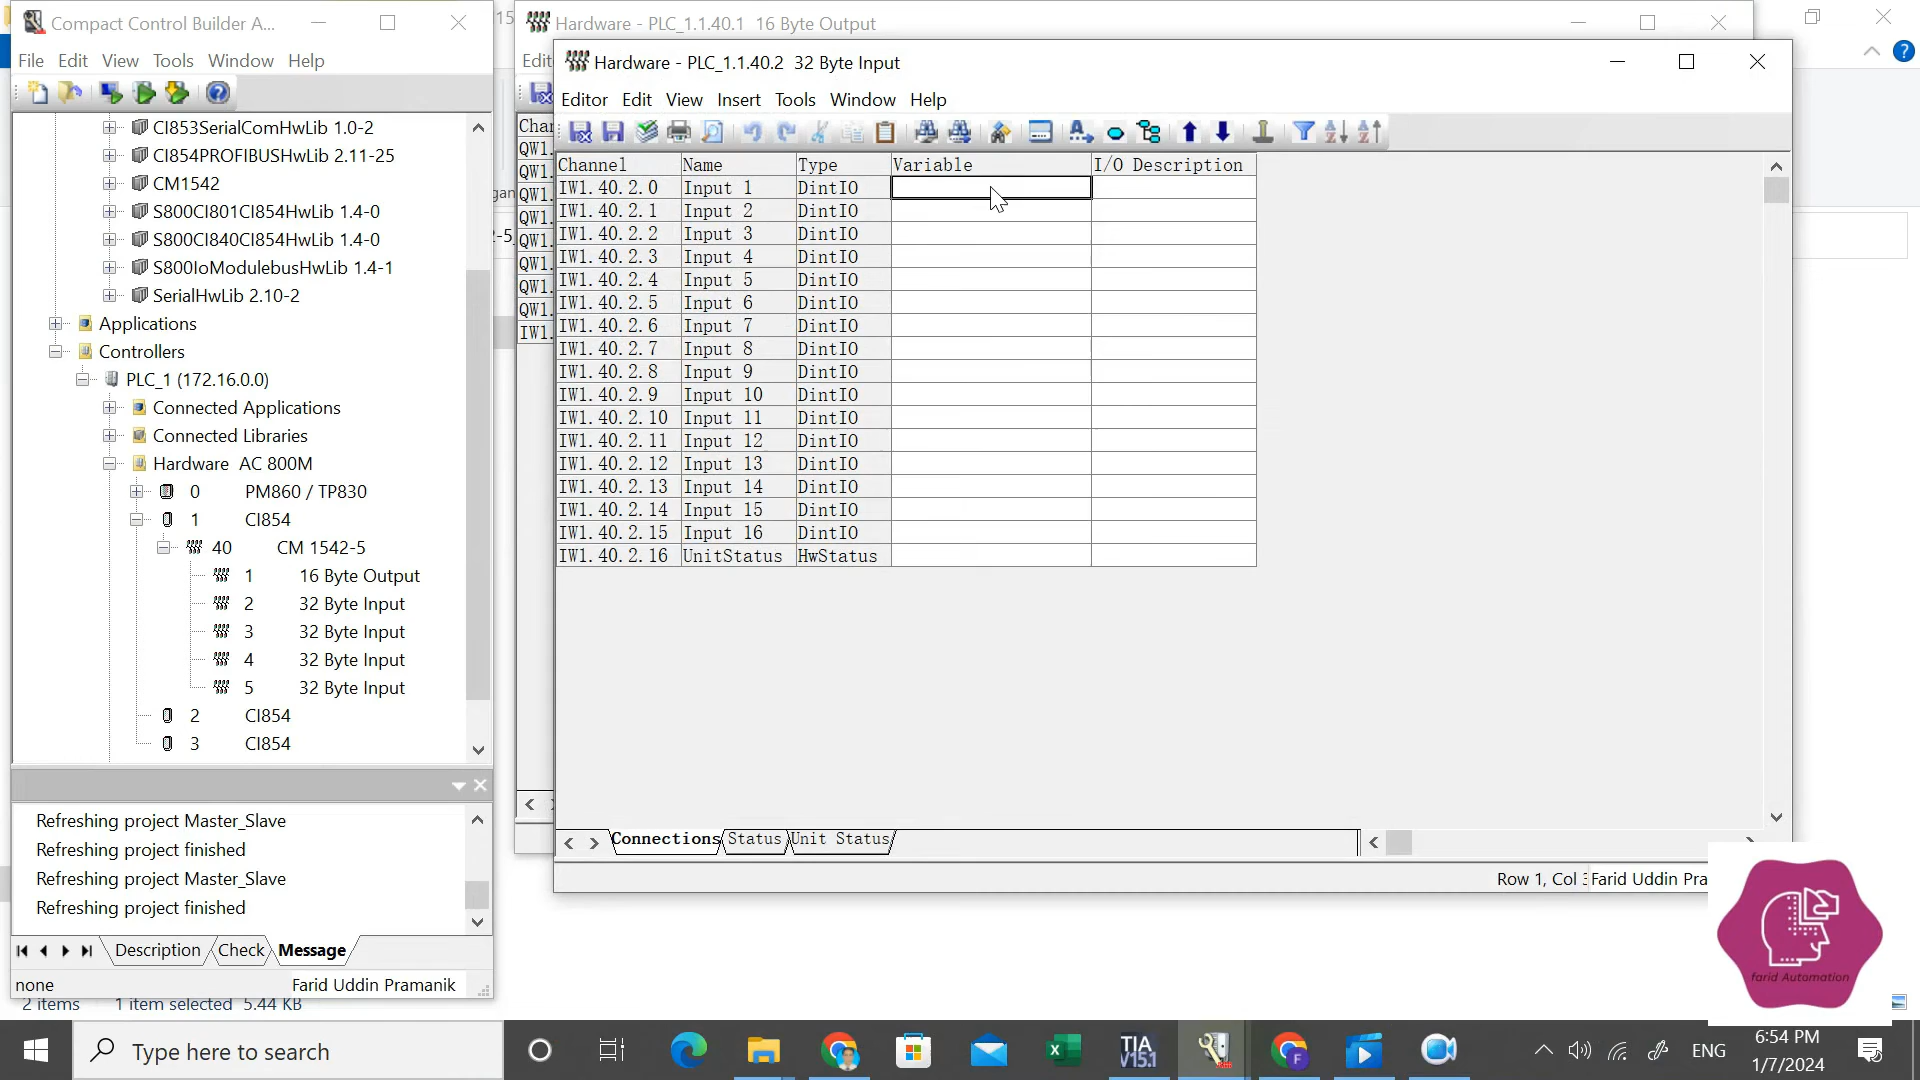 Compact Control Builder A...
File Edit View Tools Window Help
CI853SerialComHwLib 1.0-2
CI854PROFIBUSHwLib 2.11-25
CM1542
S800CI801CI854HwLib 1.4-0
S800CI840CI854HwLib 1.4-0
S800IoModulebusHwLib 1.4-1
SerialHwLib 2.10-2
Applications
Controllers
PLC_1 (172.16.0.0)
Connected Applications
Connected Libraries
Hardware AC 800M
0 PM860 / TP830
1 CI854
40 CM 1542-5
1 16 Byte Output
2 32 Byte Input
3 32 Byte Input
4 32 Byte Input
5 32 Byte Input
2 CI854
3 CI854
Refreshing project Master_Slave
Refreshing project finished
Refreshing project Master_Slave
Refreshing project finished
Description Check Message
none Farid Uddin Pramanik
2 items 1 item selected 5.44 KB
Hardware - PLC_1.1.40.1 16 Byte Output
Hardware - PLC_1.1.40.2 32 Byte Input
Editor Edit View Insert Tools Window Help
Channel Name Type Variable I/O Description
IW1.40.2.0 Input 1 DintIO
IW1.40.2.1 Input 2 DintIO
IW1.40.2.2 Input 3 DintIO
IW1.40.2.3 Input 4 DintIO
IW1.40.2.4 Input 5 DintIO
IW1.40.2.5 Input 6 DintIO
IW1.40.2.6 Input 7 DintIO
IW1.40.2.7 Input 8 DintIO
IW1.40.2.8 Input 9 DintIO
IW1.40.2.9 Input 10 DintIO
IW1.40.2.10 Input 11 DintIO
IW1.40.2.11 Input 12 DintIO
IW1.40.2.12 Input 13 DintIO
IW1.40.2.13 Input 14 DintIO
IW1.40.2.14 Input 15 DintIO
IW1.40.2.15 Input 16 DintIO
IW1.40.2.16 UnitStatus HwStatus
Connections Status Unit Status
Row 1, Col 3 Farid Uddin Pra
farid Automation
Type here to search
TIA V15.1
ENG
6:54 PM
1/7/2024